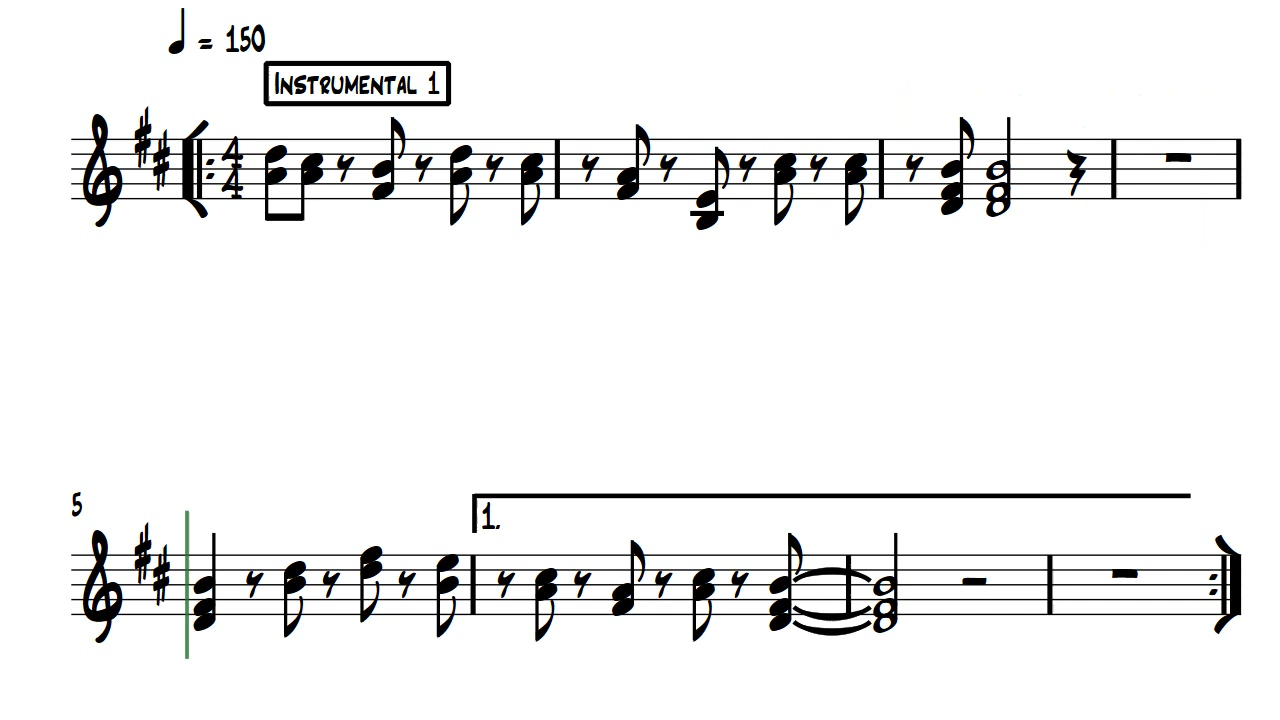 ♩ = 150
INSTRUMENTAL 1
4
4
5
1.